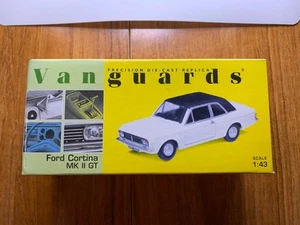 Vanguards
PRECISION DIE-CAST REPLICA
Ford Cortina
MK II GT
SCALE
1:43